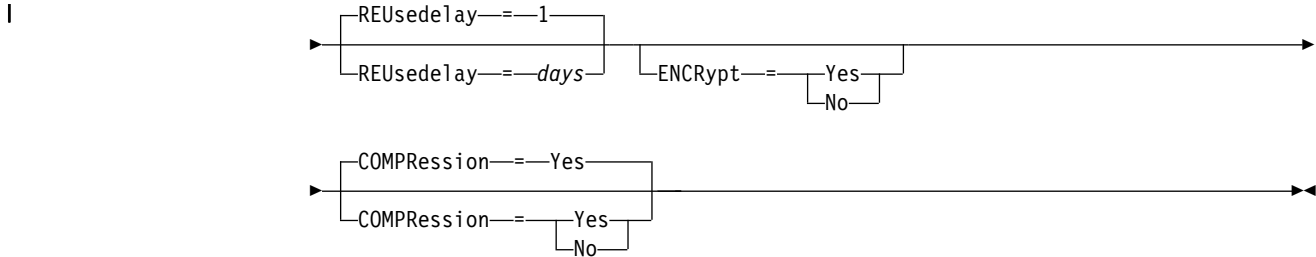 REUsedelay = 1
REUsedelay = days
ENCRypt = Yes
No
COMPRession = Yes
COMPRession = Yes
No